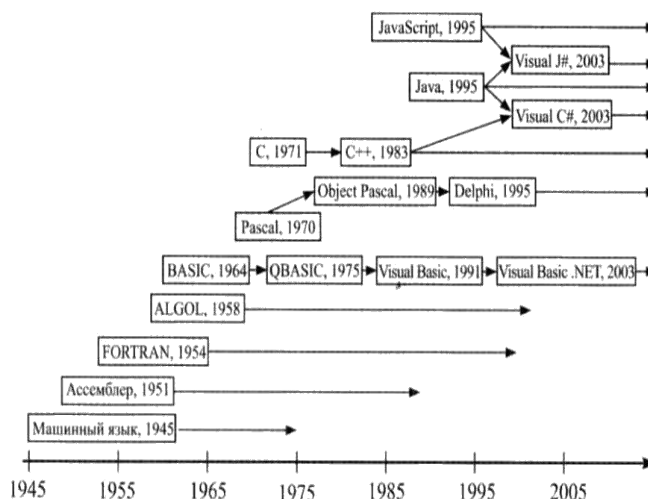 JavaScript, 1995
Visual J#, 2003
Java, 1995
Visual C#, 2003
C, 1971
C++, 1983
Object Pascal, 1989
Delphi, 1995
Pascal, 1970
BASIC, 1964
QBASIC, 1975
Visual Basic, 1991
Visual Basic .NET, 2003
ALGOL, 1958
FORTRAN, 1954
Ассемблер, 1951
Машинный язык, 1945
1945 1955 1965 1975 1985 1995 2005